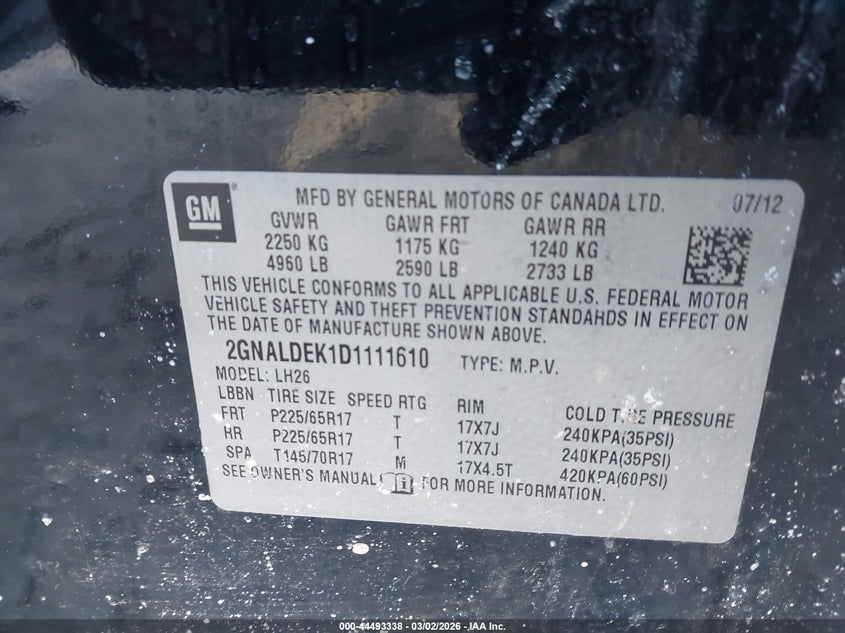 GM
MFD BY GENERAL MOTORS OF CANADA LTD. 07/12
GVWR GAWR FRT GAWR RR
2250 KG 1175 KG 1240 KG
4960 LB 2590 LB 2733 LB
THIS VEHICLE CONFORMS TO ALL APPLICABLE U.S. FEDERAL MOTOR
VEHICLE SAFETY AND THEFT PREVENTION STANDARDS IN EFFECT ON
THE DATE OF MANUFACTURE SHOWN ABOVE.
2GNALDEK1D1111610 TYPE: M.P.V.
MODEL: LH26
LBBN TIRE SIZE SPEED RTG RIM COLD TIRE PRESSURE
FRT P225/65R17 T 17X7J 240KPA(35PSI)
RR P225/65R17 T 17X7J 240KPA(35PSI)
SPA T145/70R17 M 17X4.5T 420KPA(60PSI)
SEE OWNER'S MANUAL FOR MORE INFORMATION.
000-44493338 - 03/02/2026 - IAA Inc.